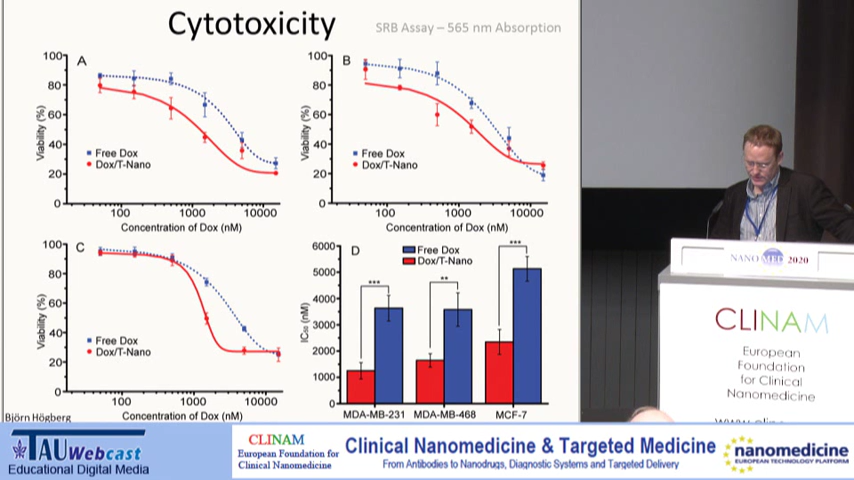 Cytotoxicity
SRB Assay – 565 nm Absorption
A
100
80
60
40
20
0
Viability (%)
Free Dox
Dox/T-Nano
100
1000
10000
Concentration of Dox (nM)
B
100
80
60
40
20
0
Viability (%)
Free Dox
Dox/T-Nano
100
1000
10000
Concentration of Dox (nM)
C
100
80
60
40
20
0
Viability (%)
Free Dox
Dox/T-Nano
100
1000
10000
Concentration of Dox (nM)
D
6000
5000
4000
3000
2000
1000
0
IC50 (nM)
Free Dox
Dox/T-Nano
***
**
***
MDA-MB-231
MDA-MB-468
MCF-7
Björn Högberg
NANO MED 2020
CLINAM
European
Foundation
for Clinical
Nanomedicine
TAU Webcast
Educational Digital Media
CLINAM
European Foundation for
Clinical Nanomedicine
Clinical Nanomedicine & Targeted Medicine
From Antibodies to Nanodrugs, Diagnostic Systems and Targeted Delivery
nanomedicine
EUROPEAN TECHNOLOGY PLATFORM